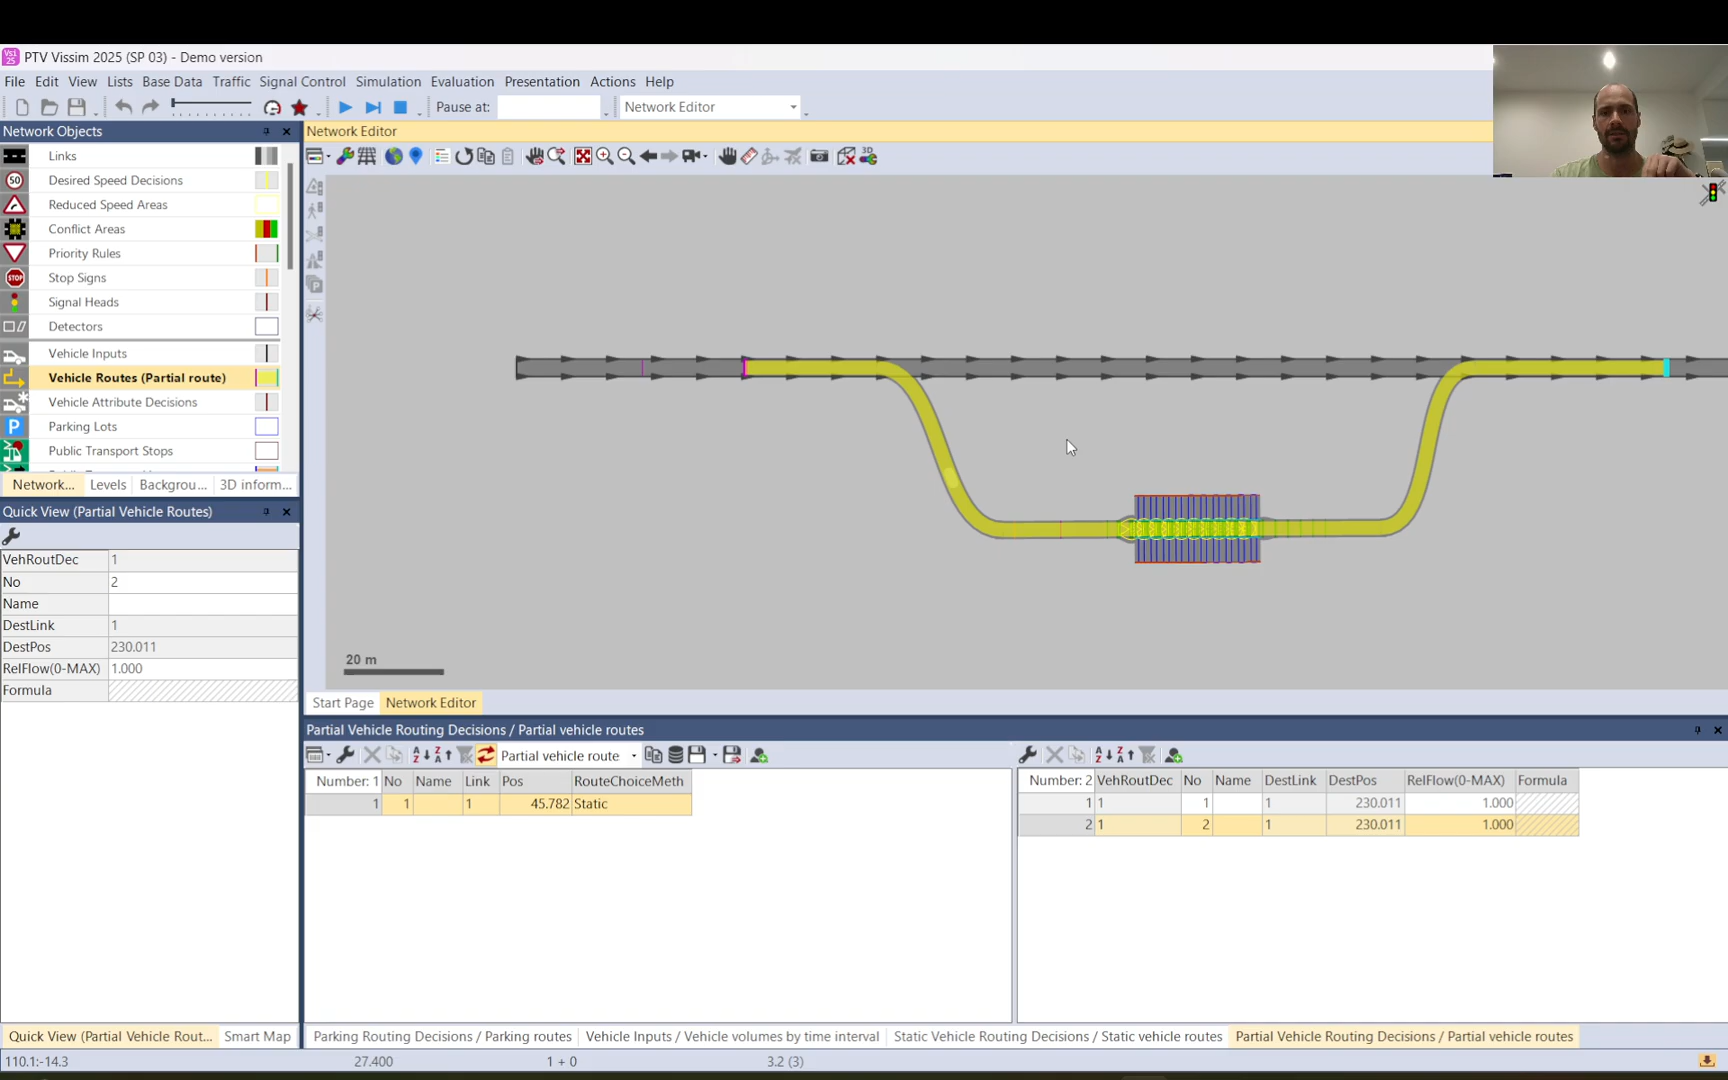 PTV Vissim 2025 (SP 03) - Demo version
File Edit View Lists Base Data Traffic Signal Control Simulation Evaluation Presentation Actions Help
Pause at: Network Editor
Network Objects
Links
50 Desired Speed Decisions
Reduced Speed Areas
Conflict Areas
Priority Rules
STOP Stop Signs
Signal Heads
Detectors
Vehicle Inputs
Vehicle Routes (Partial route)
Vehicle Attribute Decisions
P Parking Lots
Public Transport Stops
Network... Levels Backgrou... 3D inform...
Quick View (Partial Vehicle Routes)
VehRoutDec 1
No 2
Name
DestLink 1
DestPos 230.011
RelFlow(0-MAX) 1.000
Formula
Quick View (Partial Vehicle Rout... Smart Map
Network Editor
20 m
Start Page Network Editor
Partial Vehicle Routing Decisions / Partial vehicle routes
Partial vehicle route
Number: 1 No Name Link Pos RouteChoiceMeth
1 1 1 45.782 Static
Number: 2 VehRoutDec No Name DestLink DestPos RelFlow(0-MAX) Formula
1 1 1 1 230.011 1.000
2 1 2 1 230.011 1.000
Parking Routing Decisions / Parking routes Vehicle Inputs / Vehicle volumes by time interval Static Vehicle Routing Decisions / Static vehicle routes Partial Vehicle Routing Decisions / Partial vehicle routes
110.1:-14.3 27.400 1 + 0 3.2 (3)